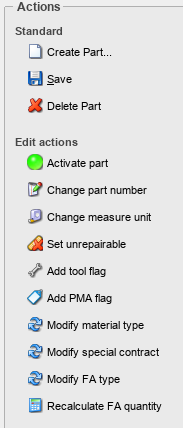 Actions
Standard
Create Part...
Save
Delete Part
Edit actions
Activate part
Change part number
Change measure unit
Set unrepairable
Add tool flag
Add PMA flag
Modify material type
Modify special contract
Modify FA type
Recalculate FA quantity